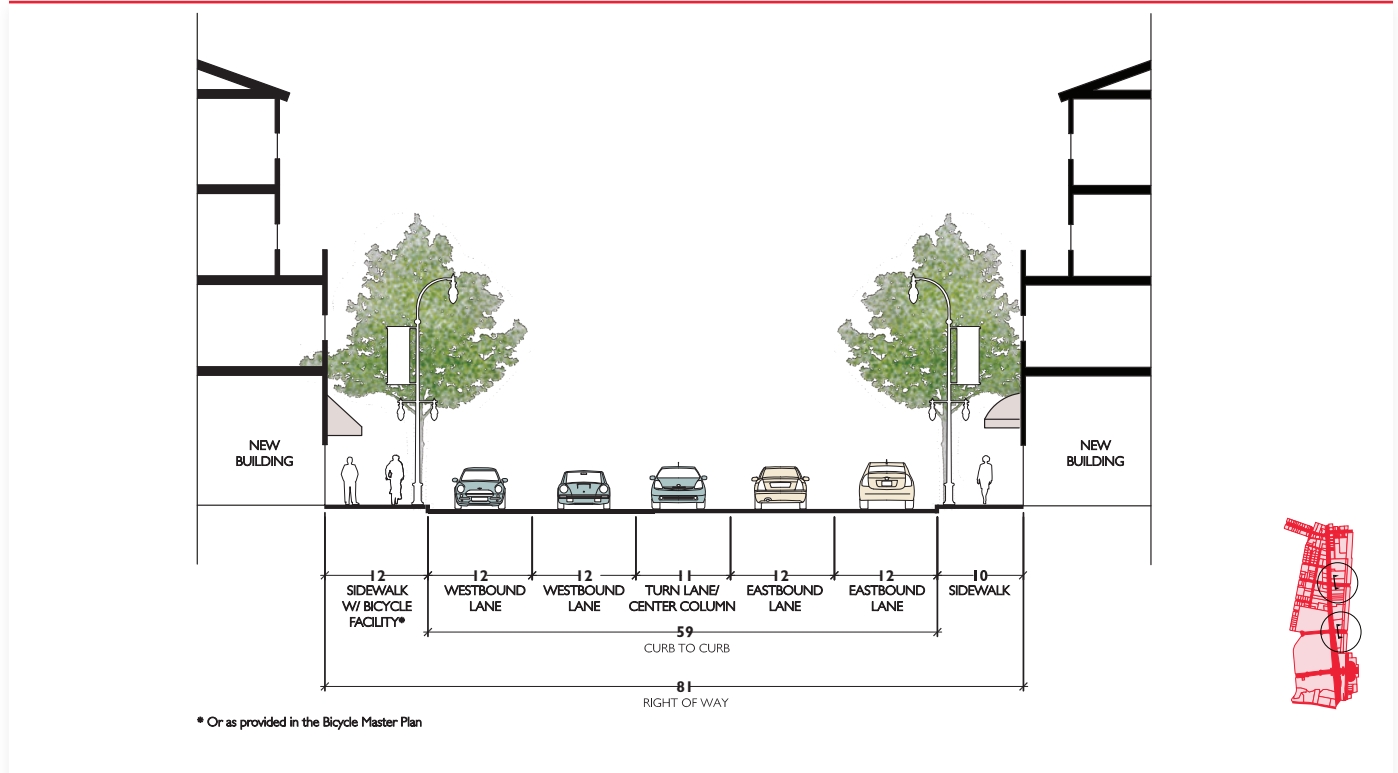 NEW
BUILDING
NEW
BUILDING
12
12
12
11
12
12
10
SIDEWALK
W/ BICYCLE
FACILITY*
WESTBOUND
LANE
WESTBOUND
LANE
TURN LANE/
CENTER COLUMN
EASTBOUND
LANE
EASTBOUND
LANE
SIDEWALK
59
CURB TO CURB
81
RIGHT OF WAY
* Or as provided in the Bicycle Master Plan